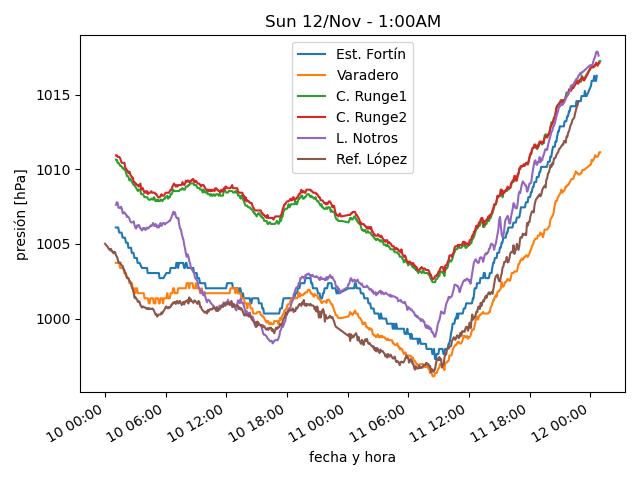 Sun 12/Nov - 1:00AM
Est. Fortín
Varadero
C. Runge1
C. Runge2
L. Notros
Ref. López
presión [hPa]
1015
1010
1005
1000
10 00:00
10 06:00
10 12:00
10 18:00
11 00:00
11 06:00
11 12:00
11 18:00
12 00:00
fecha y hora